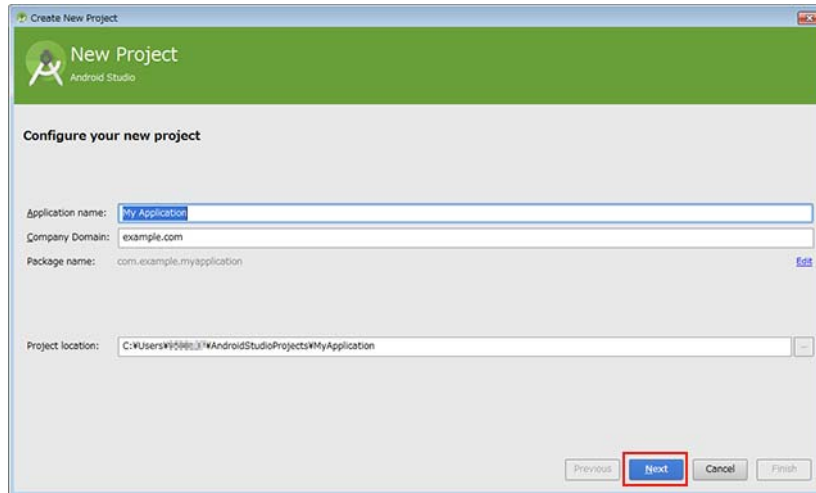 Create New Project
New Project
Android Studio
Configure your new project
Application name: My Application
Company Domain: example.com
Package name: com.example.myapplication Edit
Project location: C:¥Users¥ ¥AndroidStudioProjects¥MyApplication ...
Previous Next Cancel Finish